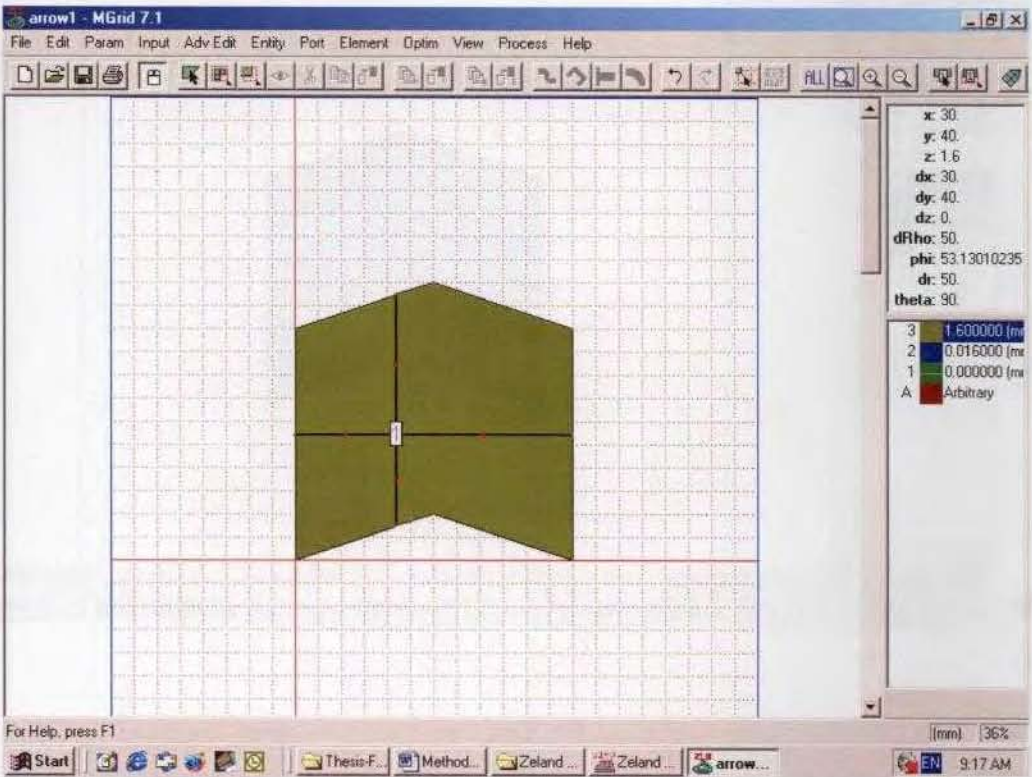 arrow1 - MGrid 7.1
File Edit Param Input Adv Edit Entity Port Element Optim View Process Help
ALL
x: 30.
y: 40.
z: 1.6
dx: 30.
dy: 40.
dz: 0.
dRho: 50.
phi: 53.13010235
dr: 50.
theta: 90.
3 1.600000 (mm
2 0.016000 (mm
1 0.000000 (mm
A Arbitrary
1
For Help, press F1 (mm) 36%
Start Thesis-F... Method... Zeland ... Zeland ... arrow... EN 9:17 AM